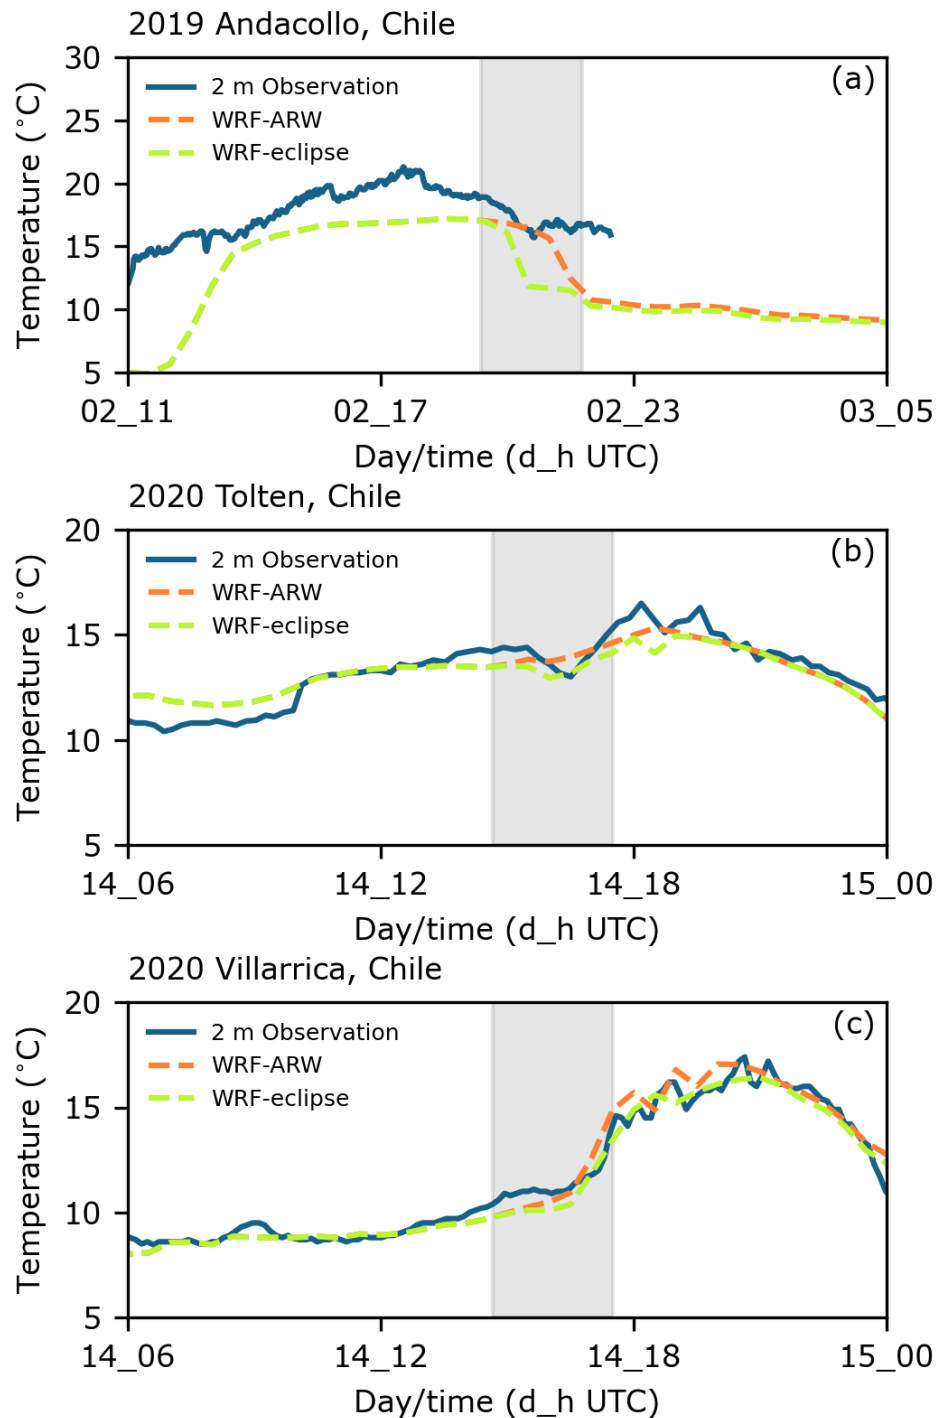 2019 Andacollo, Chile
30
25
20
15
10
5
Temperature (°C)
2 m Observation
WRF-ARW
WRF-eclipse
(a)
02_11
02_17
02_23
03_05
Day/time (d_h UTC)
2020 Tolten, Chile
20
15
10
5
Temperature (°C)
2 m Observation
WRF-ARW
WRF-eclipse
(b)
14_06
14_12
14_18
15_00
Day/time (d_h UTC)
2020 Villarrica, Chile
20
15
10
5
Temperature (°C)
2 m Observation
WRF-ARW
WRF-eclipse
(c)
14_06
14_12
14_18
15_00
Day/time (d_h UTC)